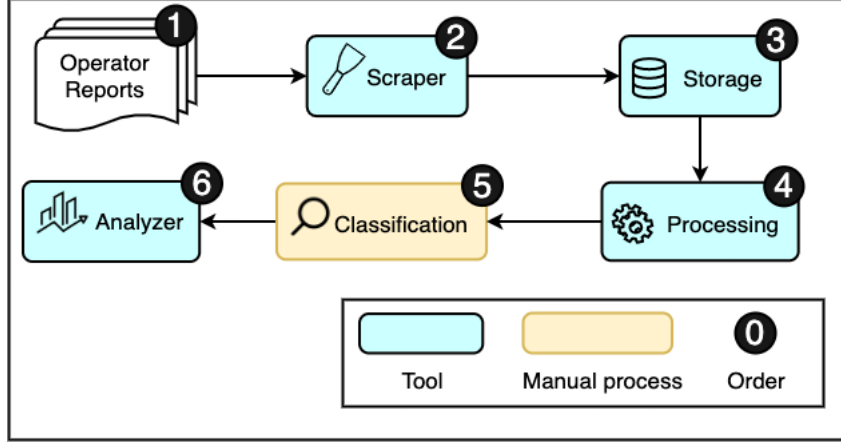 1
Operator
Reports
2
Scraper
3
Storage
4
Processing
5
Classification
6
Analyzer
0
Tool
Manual process
Order